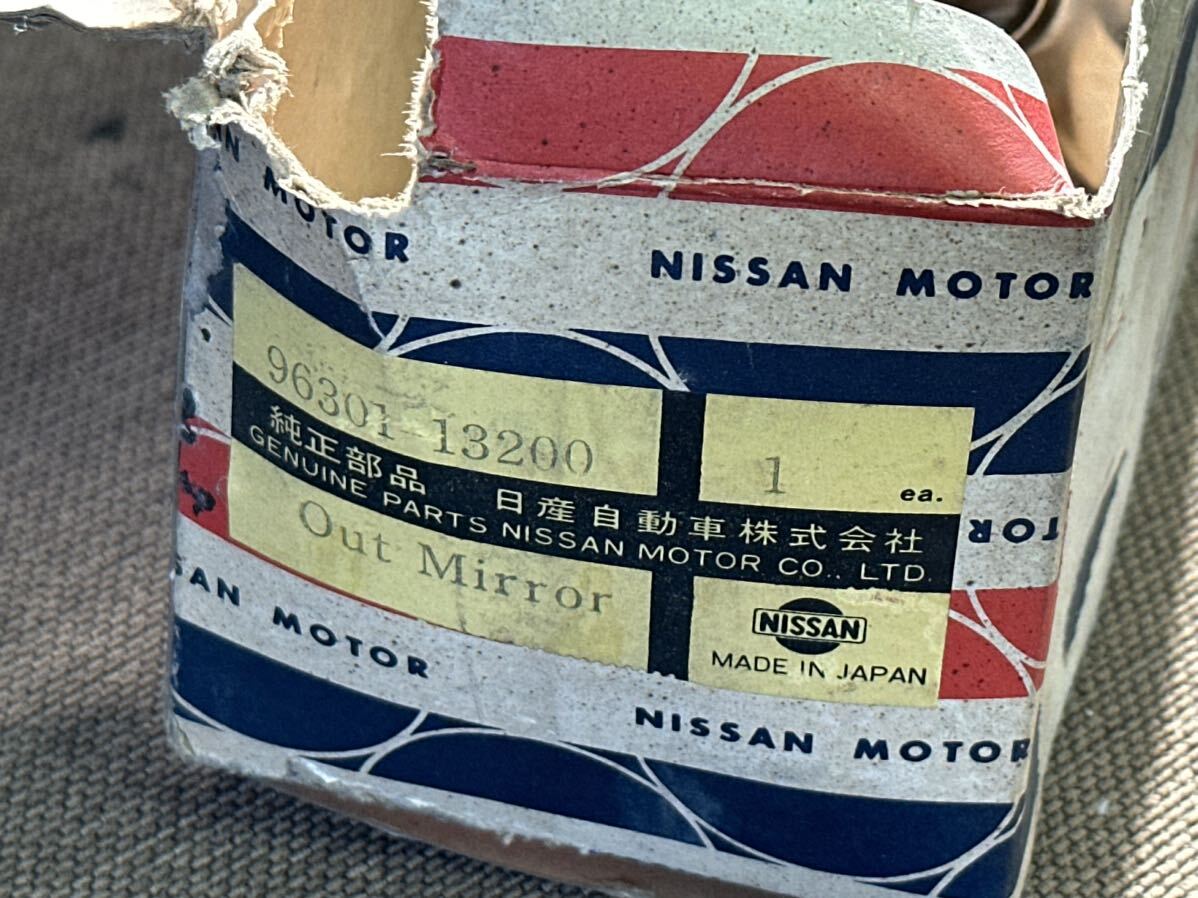 AN MOTOR
NISSAN MOTOR
96301-13200
1 ea.
純正部品 日産自動車株式会社
GENUINE PARTS NISSAN MOTOR CO., LTD.
Out Mirror
NISSAN
MADE IN JAPAN
TOR
SAN MOTOR
NISSAN MOTOR